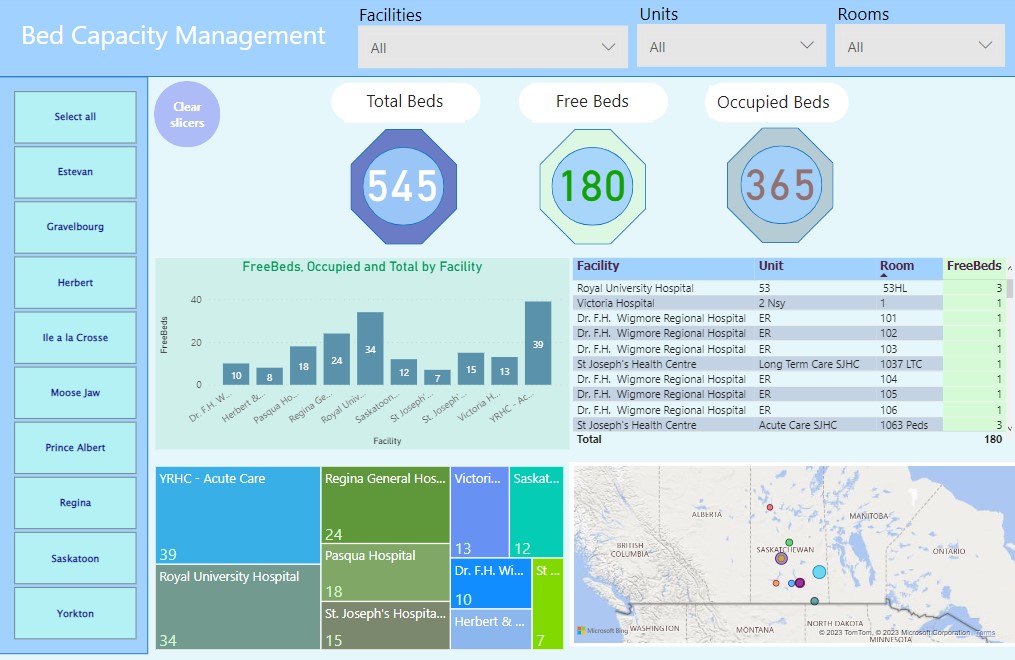 Bed Capacity Management
Facilities
All
Units
All
Rooms
All
Select all
Estevan
Gravelbourg
Herbert
Ile a la Crosse
Moose Jaw
Prince Albert
Regina
Saskatoon
Yorkton
Clear
slicers
Total Beds
545
Free Beds
180
Occupied Beds
365
FreeBeds, Occupied and Total by Facility
FreeBeds
40
20
0
10
8
18
24
34
12
7
15
13
39
Dr. F.H. W...
Herbert &...
Pasqua Ho...
Regina Ge...
Royal Univ...
Saskatoon...
St Joseph'...
St. Joseph'...
Victoria H...
YRHC - Ac...
Facility
Facility Unit Room FreeBeds
Royal University Hospital 53 53HL 3
Victoria Hospital 2 Nsy 1 1
Dr. F.H. Wigmore Regional Hospital ER 101 1
Dr. F.H. Wigmore Regional Hospital ER 102 1
Dr. F.H. Wigmore Regional Hospital ER 103 1
St Joseph's Health Centre Long Term Care SJHC 1037 LTC 1
Dr. F.H. Wigmore Regional Hospital ER 104 1
Dr. F.H. Wigmore Regional Hospital ER 105 1
Dr. F.H. Wigmore Regional Hospital ER 106 1
St Joseph's Health Centre Acute Care SJHC 1063 Peds 3
Total 180
YRHC - Acute Care
39
Royal University Hospital
34
Regina General Hos...
24
Pasqua Hospital
18
St. Joseph's Hospita...
15
Victori...
13
Saskat...
12
Dr. F.H. Wi...
10
Herbert & ...
St ...
7
ALBERTA
MANITOBA
BRITISH
COLUMBIA
SASKATCHEWAN
ONTARIO
WASHINGTON
MONTANA
NORTH DAKOTA
MINNESOTA
Microsoft Bing
© 2023 TomTom, © 2023 Microsoft Corporation, Terms